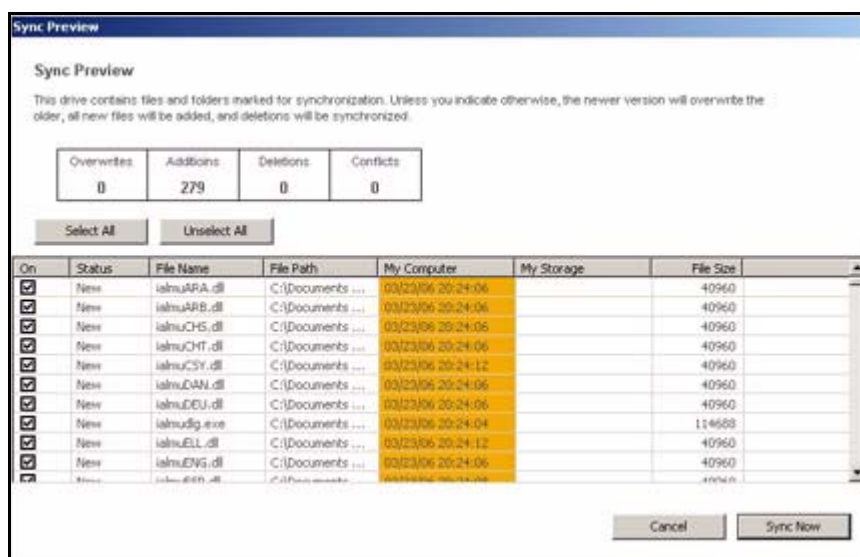 Sync Preview
Sync Preview
This drive contains files and folders marked for synchronization. Unless you indicate otherwise, the newer version will overwrite the
older, all new files will be added, and deletions will be synchronized.
Overwrites Additioins Deletions Conflicts
0 279 0 0
Select All Unselect All
On Status File Name File Path My Computer My Storage File Size
New ialmuARA.dll C:\Documents ... 03/23/06 20:24:06 40960
New ialmuARB.dll C:\Documents ... 03/23/06 20:24:06 40960
New ialmuCHS.dll C:\Documents ... 03/23/06 20:24:06 40960
New ialmuCHT.dll C:\Documents ... 03/23/06 20:24:06 40960
New ialmuCSY.dll C:\Documents ... 03/23/06 20:24:12 40960
New ialmuDAN.dll C:\Documents ... 03/23/06 20:24:06 40960
New ialmuDEU.dll C:\Documents ... 03/23/06 20:24:06 40960
New ialmudlg.exe C:\Documents ... 03/23/06 20:24:04 114688
New ialmuELL.dll C:\Documents ... 03/23/06 20:24:12 40960
New ialmuENG.dll C:\Documents ... 03/23/06 20:24:06 40960
Cancel Sync Now